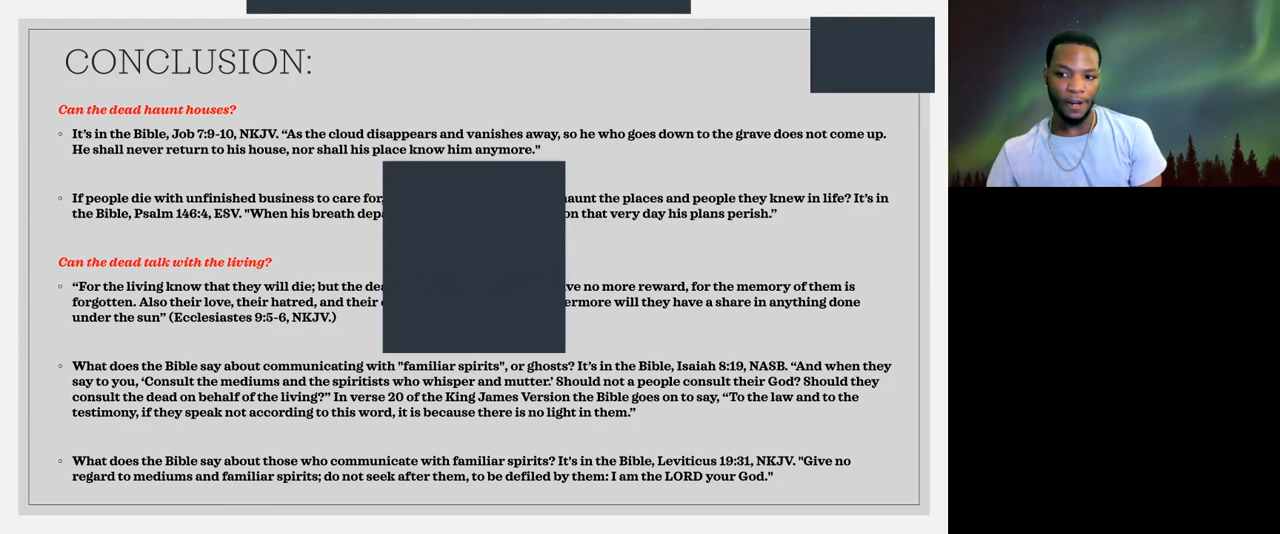 CONCLUSION:
Can the dead haunt houses?
◦ It’s in the Bible, Job 7:9-10, NKJV. “As the cloud disappears and vanishes away, so he who goes down to the grave does not come up.
He shall never return to his house, nor shall his place know him anymore."
◦ If people die with unfinished business to care for, haunt the places and people they knew in life? It’s in
the Bible, Psalm 146:4, ESV. "When his breath on that very day his plans perish.”
Can the dead talk with the living?
◦ “For the living know that they will die; but the no more reward, for the memory of them is
forgotten. Also their love, their hatred, and their will they have a share in anything done
under the sun” (Ecclesiastes 9:5-6, NKJV.)
◦ What does the Bible say about communicating with "familiar spirits", or ghosts? It’s in the Bible, Isaiah 8:19, NASB. “And when they
say to you, ‘Consult the mediums and the spiritists who whisper and mutter.’ Should not a people consult their God? Should they
consult the dead on behalf of the living?” In verse 20 of the King James Version the Bible goes on to say, “To the law and to the
testimony, if they speak not according to this word, it is because there is no light in them.”
◦ What does the Bible say about those who communicate with familiar spirits? It's in the Bible, Leviticus 19:31, NKJV. "Give no
regard to mediums and familiar spirits; do not seek after them, to be defiled by them: I am the LORD your God."